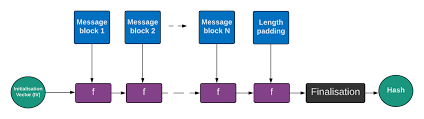 Message
block 1
Message
block 2
Message
block N
Length
padding
Initialisation
Vector (IV)
f
f
f
f
Finalisation
Hash